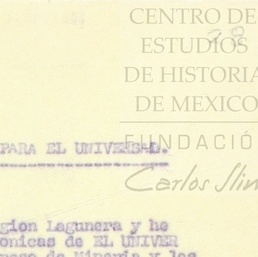 CENTRO DE
ESTUDIOS
DE HISTORIA
DE MEXICO
FUNDACIÓ
Carlos Slim
PARA EL UNIVERSAL.
gion Lagunera y he
onicas de EL UNIVER